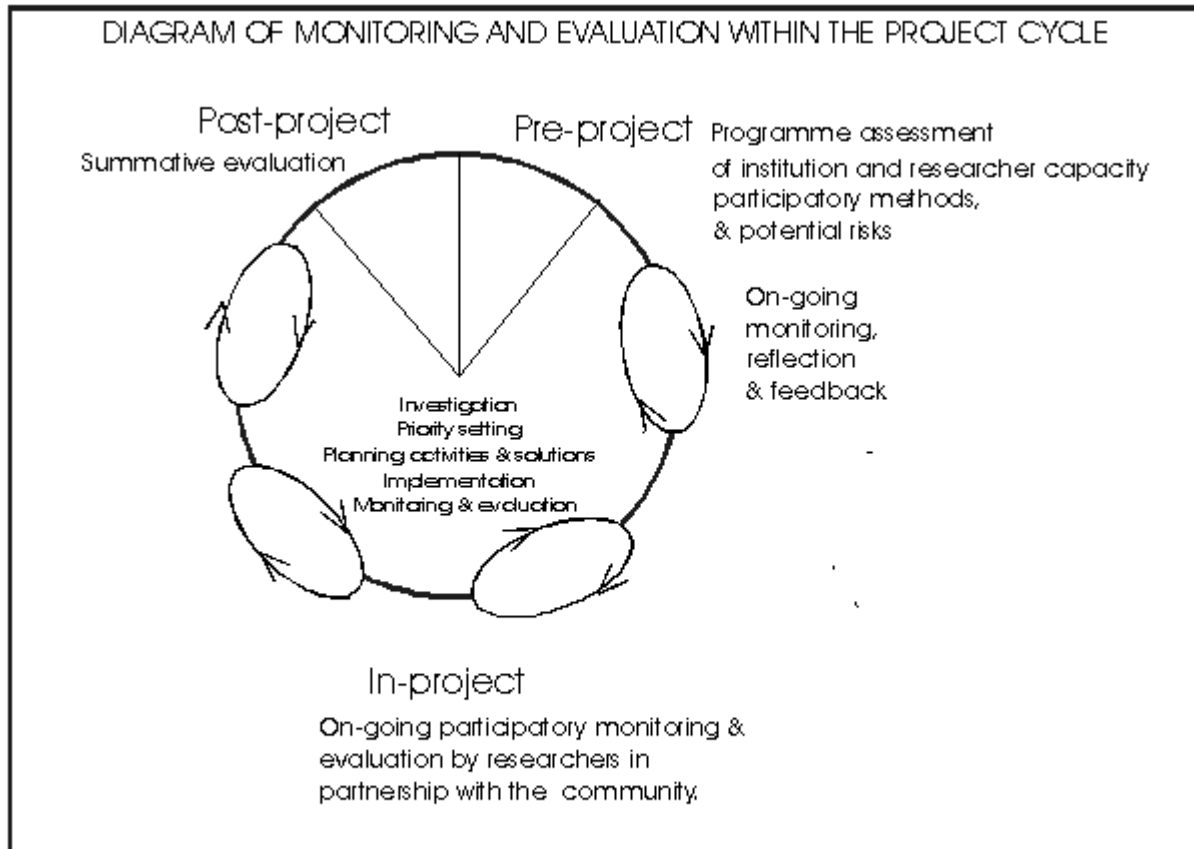 DIAGRAM OF MONITORING AND EVALUATION WITHIN THE PROJECT CYCLE
Post-project
Summative evaluation
Pre-project
Programme assessment
of institution and researcher capacity
participatory methods,
& potential risks
On-going
monitoring,
reflection
& feedback
Investigation
Priority setting
Planning activities & solutions
Implementation
Monitoring & evaluation
In-project
On-going participatory monitoring &
evaluation by researchers in
partnership with the community.